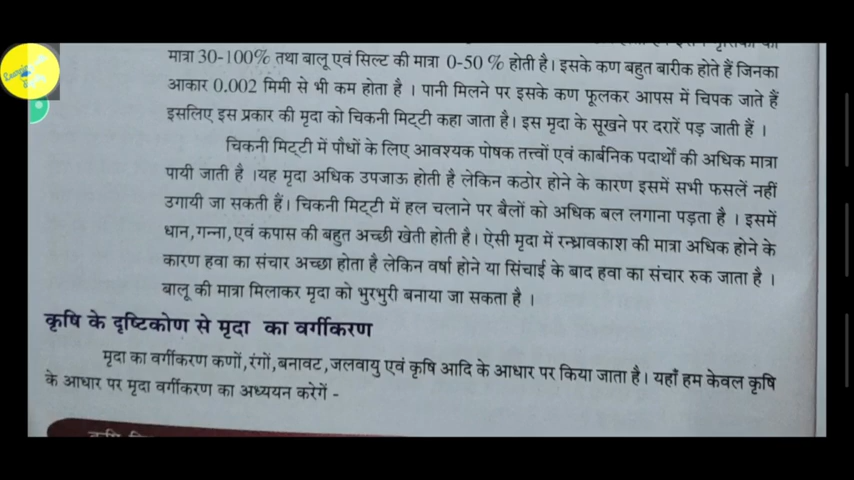 मात्रा 30-100% तथा बालू एवं सिल्ट की मात्रा 0-50 % होती है। इसके कण बहुत बारीक होते हैं जिनका
आकार 0.002 मिमी से भी कम होता है । पानी मिलने पर इसके कण फूलकर आपस में चिपक जाते हैं
इसलिए इस प्रकार की मृदा को चिकनी मिट्टी कहा जाता है। इस मृदा के सूखने पर दरारें पड़ जाती हैं ।
चिकनी मिट्टी में पौधों के लिए आवश्यक पोषक तत्त्वों एवं कार्बनिक पदार्थों की अधिक मात्रा
पायी जाती है ।यह मृदा अधिक उपजाऊ होती है लेकिन कठोर होने के कारण इसमें सभी फसलें नहीं
उगायी जा सकती हैं। चिकनी मिट्टी में हल चलाने पर बैलों को अधिक बल लगाना पड़ता है । इसमें
धान,गन्ना,एवं कपास की बहुत अच्छी खेती होती है। ऐसी मृदा में रन्ध्रावकाश की मात्रा अधिक होने के
कारण हवा का संचार अच्छा होता है लेकिन वर्षा होने या सिंचाई के बाद हवा का संचार रुक जाता है ।
बालू की मात्रा मिलाकर मृदा को भुरभुरी बनाया जा सकता है ।
कृषि के दृष्टिकोण से मृदा का वर्गीकरण
मृदा का वर्गीकरण कणों,रंगों,बनावट,जलवायु एवं कृषि आदि के आधार पर किया जाता है। यहाँ हम केवल कृषि
के आधार पर मृदा वर्गीकरण का अध्ययन करेगें -